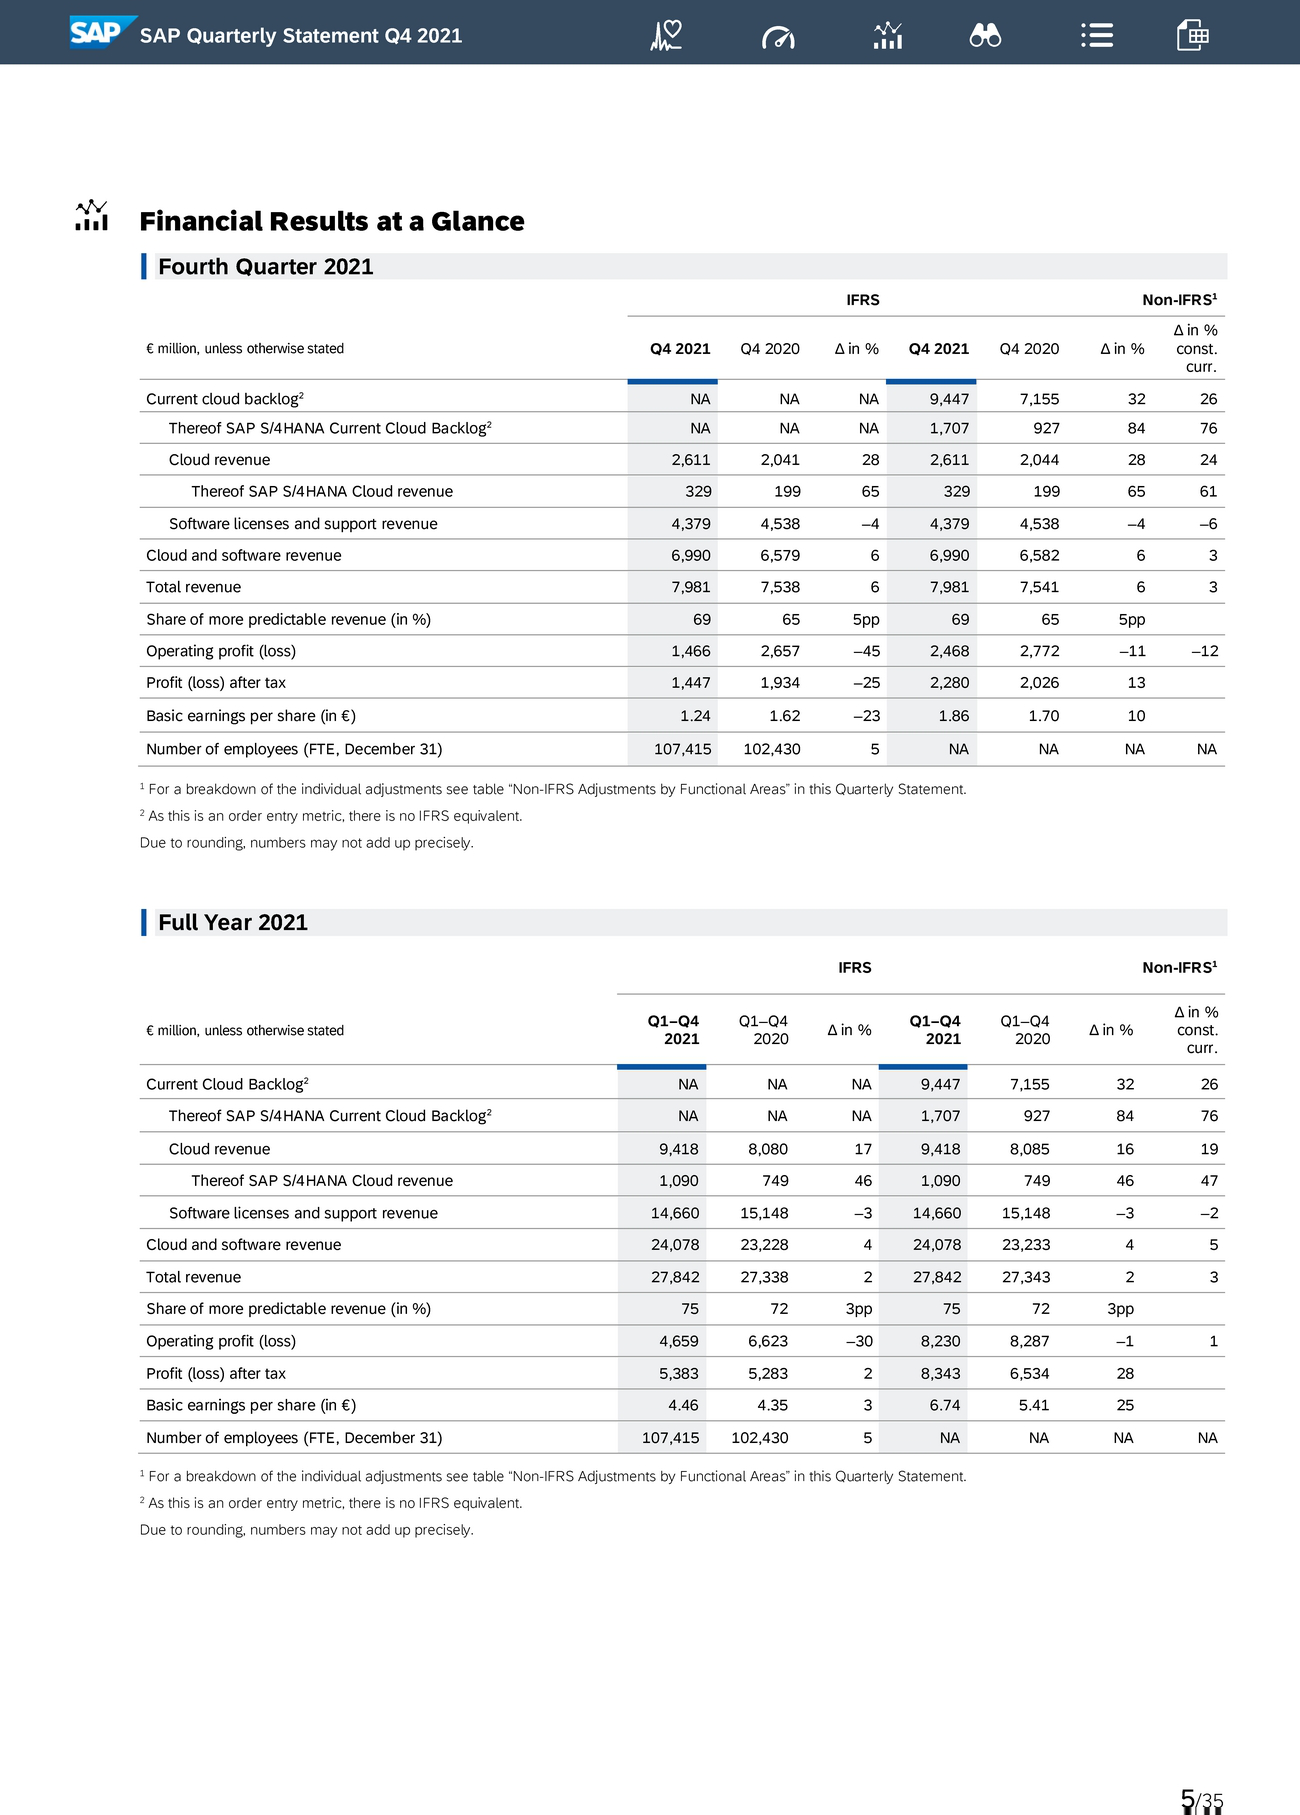 SAP SAP Quarterly Statement Q4 2021
Financial Results at a Glance
Fourth Quarter 2021
IFRS Non-IFRS¹
€ million, unless otherwise stated Q4 2021 Q4 2020 Δ in % Q4 2021 Q4 2020 Δ in % Δ in % const. curr.
Current cloud backlog² NA NA NA 9,447 7,155 32 26
Thereof SAP S/4HANA Current Cloud Backlog² NA NA NA 1,707 927 84 76
Cloud revenue 2,611 2,041 28 2,611 2,044 28 24
Thereof SAP S/4HANA Cloud revenue 329 199 65 329 199 65 61
Software licenses and support revenue 4,379 4,538 –4 4,379 4,538 –4 –6
Cloud and software revenue 6,990 6,579 6 6,990 6,582 6 3
Total revenue 7,981 7,538 6 7,981 7,541 6 3
Share of more predictable revenue (in %) 69 65 5pp 69 65 5pp
Operating profit (loss) 1,466 2,657 –45 2,468 2,772 –11 –12
Profit (loss) after tax 1,447 1,934 –25 2,280 2,026 13
Basic earnings per share (in €) 1.24 1.62 –23 1.86 1.70 10
Number of employees (FTE, December 31) 107,415 102,430 5 NA NA NA NA
¹ For a breakdown of the individual adjustments see table “Non-IFRS Adjustments by Functional Areas” in this Quarterly Statement.
² As this is an order entry metric, there is no IFRS equivalent.
Due to rounding, numbers may not add up precisely.
Full Year 2021
IFRS Non-IFRS¹
€ million, unless otherwise stated Q1–Q4 2021 Q1–Q4 2020 Δ in % Q1–Q4 2021 Q1–Q4 2020 Δ in % Δ in % const. curr.
Current Cloud Backlog² NA NA NA 9,447 7,155 32 26
Thereof SAP S/4HANA Current Cloud Backlog² NA NA NA 1,707 927 84 76
Cloud revenue 9,418 8,080 17 9,418 8,085 16 19
Thereof SAP S/4HANA Cloud revenue 1,090 749 46 1,090 749 46 47
Software licenses and support revenue 14,660 15,148 –3 14,660 15,148 –3 –2
Cloud and software revenue 24,078 23,228 4 24,078 23,233 4 5
Total revenue 27,842 27,338 2 27,842 27,343 2 3
Share of more predictable revenue (in %) 75 72 3pp 75 72 3pp
Operating profit (loss) 4,659 6,623 –30 8,230 8,287 –1 1
Profit (loss) after tax 5,383 5,283 2 8,343 6,534 28
Basic earnings per share (in €) 4.46 4.35 3 6.74 5.41 25
Number of employees (FTE, December 31) 107,415 102,430 5 NA NA NA NA
¹ For a breakdown of the individual adjustments see table “Non-IFRS Adjustments by Functional Areas” in this Quarterly Statement.
² As this is an order entry metric, there is no IFRS equivalent.
Due to rounding, numbers may not add up precisely.
5/35